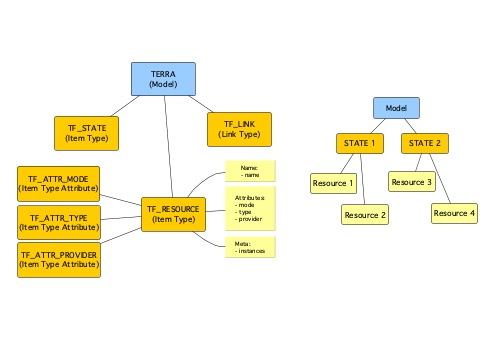 TERRA
(Model)
TF_STATE
(Item Type)
TF_LINK
(Link Type)
TF_ATTR_MODE
(Item Type Attribute)
TF_ATTR_TYPE
(Item Type Attribute)
TF_ATTR_PROVIDER
(Item Type Attribute)
TF_RESOURCE
(Item Type)
Name:
- name
Attributes:
- mode
- type
- provider
Meta:
- instances
Model
STATE 1
STATE 2
Resource 1
Resource 2
Resource 3
Resource 4